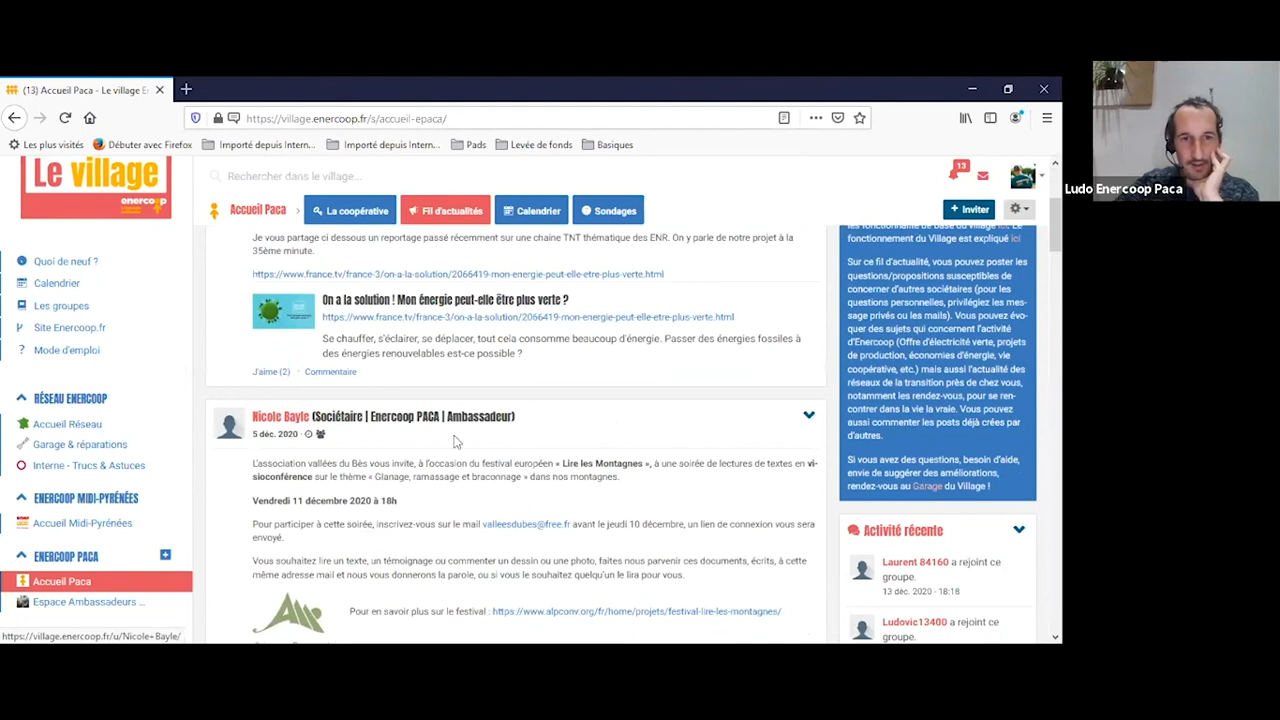 (13) Accueil Paca - Le village E
https://village.enercoop.fr/s/accueil-epaca/
Les plus visités
Débuter avec Firefox
Importé depuis Intern...
Importé depuis Intern...
Pads
Levée de fonds
Basiques
Le village
enercoop
Rechercher dans le village...
13
Accueil Paca
La coopérative
Fil d'actualités
Calendrier
Sondages
+ Inviter
Quoi de neuf ?
Calendrier
Les groupes
Site Enercoop.fr
? Mode d'emploi
RÉSEAU ENERCOOP
Accueil Réseau
Garage & réparations
Interne - Trucs & Astuces
ENERCOOP MIDI-PYRÉNÉES
Accueil Midi-Pyrénées
ENERCOOP PACA
Accueil Paca
Espace Ambassadeurs ...
https://village.enercoop.fr/u/Nicole+Bayle/
Je vous partage ci dessous un reportage passé récemment sur une chaine TNT thématique des ENR. On y parle de notre projet à la
35ème minute.
https://www.france.tv/france-3/on-a-la-solution/2066419-mon-energie-peut-elle-etre-plus-verte.html
On a la solution ! Mon énergie peut-elle être plus verte ?
https://www.france.tv/france-3/on-a-la-solution/2066419-mon-energie-peut-elle-etre-plus-verte.html
Se chauffer, s'éclairer, se déplacer, tout cela consomme beaucoup d'énergie. Passer des énergies fossiles à
des énergies renouvelables est-ce possible ?
J'aime (2) · Commentaire
Nicole Bayle (Sociétaire | Enercoop PACA | Ambassadeur)
5 déc. 2020 ·
L'association vallées du Bès vous invite, à l'occasion du festival européen « Lire les Montagnes », à une soirée de lectures de textes en vi-
sioconférence sur le thème « Glanage, ramassage et braconnage » dans nos montagnes.
Vendredi 11 décembre 2020 à 18h
Pour participer à cette soirée, inscrivez-vous sur le mail valleesdubes@free.fr avant le jeudi 10 décembre, un lien de connexion vous sera
envoyé.
Vous souhaitez lire un texte, un témoignage ou commenter un dessin ou une photo, faites nous parvenir ces documents, écrits, à cette
même adresse mail et nous vous donnerons la parole, ou si vous le souhaitez quelqu'un le lira pour vous.
Pour en savoir plus sur le festival : https://www.alpconv.org/fr/home/projets/festival-lire-les-montagnes/
les fonctionnalité de base du village ici. Le
fonctionnement du Village est expliqué ici
Sur ce fil d'actualité, vous pouvez poster les
questions/propositions susceptibles de
concerner d'autres sociétaires (pour les
questions personnelles, privilégiez les mes-
sage privés ou les mails). Vous pouvez évo-
quer des sujets qui concernent l'activité
d'Enercoop (Offre d'électricité verte, projets
de production, économies d'énergie, vie
coopérative, etc.) mais aussi l'actualité des
réseaux de la transition près de chez vous,
notamment les rendez-vous, pour se ren-
contrer dans la vie la vraie. Vous pouvez
aussi commenter les posts déjà crées par
d'autres.
Si vous avez des questions, besoin d'aide,
envie de suggérer des améliorations,
rendez-vous au Garage du Village !
Activité récente
Laurent 84160 a rejoint ce
groupe.
13 déc. 2020 - 18:18
Ludovic13400 a rejoint ce
groupe.
Ludo Enercoop Paca